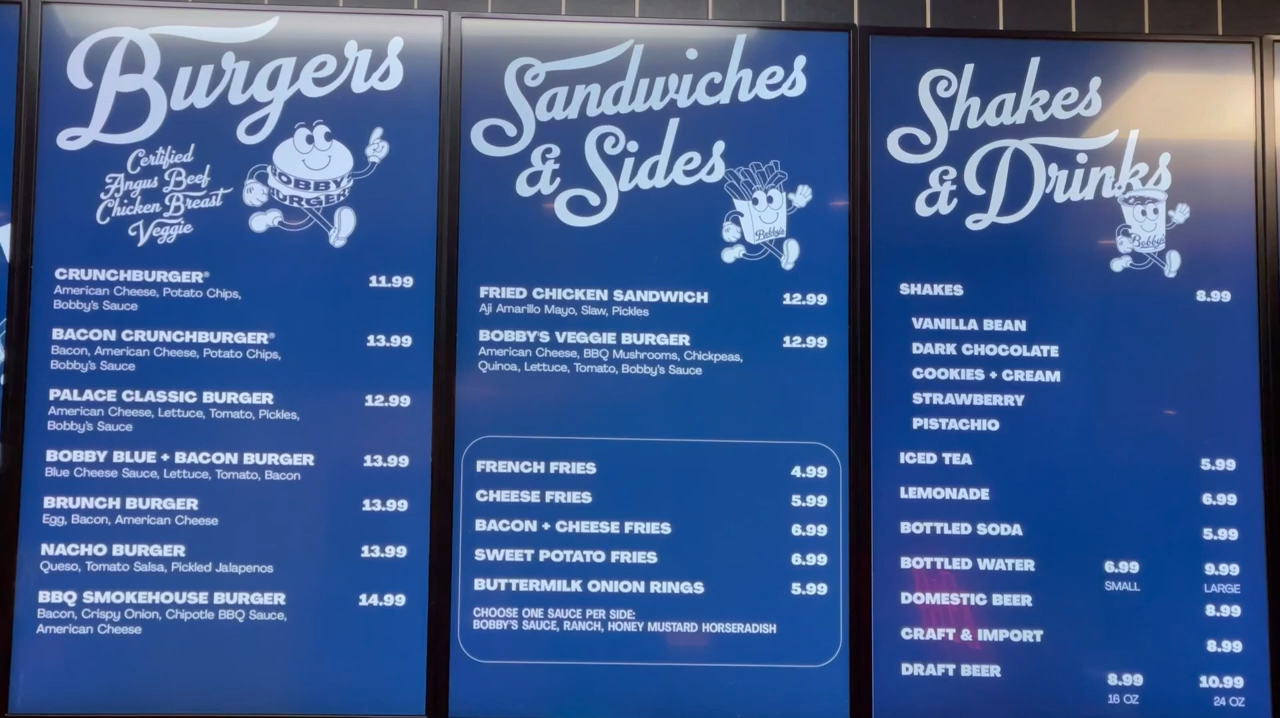 Burgers
Certified
Angus Beef
Chicken Breast
Veggie
BOBBY'S
BURGER
CRUNCHBURGER® 11.99
American Cheese, Potato Chips,
Bobby's Sauce
BACON CRUNCHBURGER® 13.99
Bacon, American Cheese, Potato Chips,
Bobby's Sauce
PALACE CLASSIC BURGER 12.99
American Cheese, Lettuce, Tomato, Pickles,
Bobby's Sauce
BOBBY BLUE + BACON BURGER 13.99
Blue Cheese Sauce, Lettuce, Tomato, Bacon
BRUNCH BURGER 13.99
Egg, Bacon, American Cheese
NACHO BURGER 13.99
Queso, Tomato Salsa, Pickled Jalapenos
BBQ SMOKEHOUSE BURGER 14.99
Bacon, Crispy Onion, Chipotle BBQ Sauce,
American Cheese
Sandwiches
& Sides
Bobby's
FRIED CHICKEN SANDWICH 12.99
Aji Amarillo Mayo, Slaw, Pickles
BOBBY'S VEGGIE BURGER 12.99
American Cheese, BBQ Mushrooms, Chickpeas,
Quinoa, Lettuce, Tomato, Bobby's Sauce
FRENCH FRIES 4.99
CHEESE FRIES 5.99
BACON + CHEESE FRIES 6.99
SWEET POTATO FRIES 6.99
BUTTERMILK ONION RINGS 5.99
CHOOSE ONE SAUCE PER SIDE:
BOBBY'S SAUCE, RANCH, HONEY MUSTARD HORSERADISH
Shakes
& Drinks
Bobby's
SHAKES 8.99
VANILLA BEAN
DARK CHOCOLATE
COOKIES + CREAM
STRAWBERRY
PISTACHIO
ICED TEA 5.99
LEMONADE 6.99
BOTTLED SODA 5.99
BOTTLED WATER 6.99 9.99
SMALL LARGE
DOMESTIC BEER 8.99
CRAFT & IMPORT 8.99
DRAFT BEER 8.99 10.99
16 OZ 24 OZ